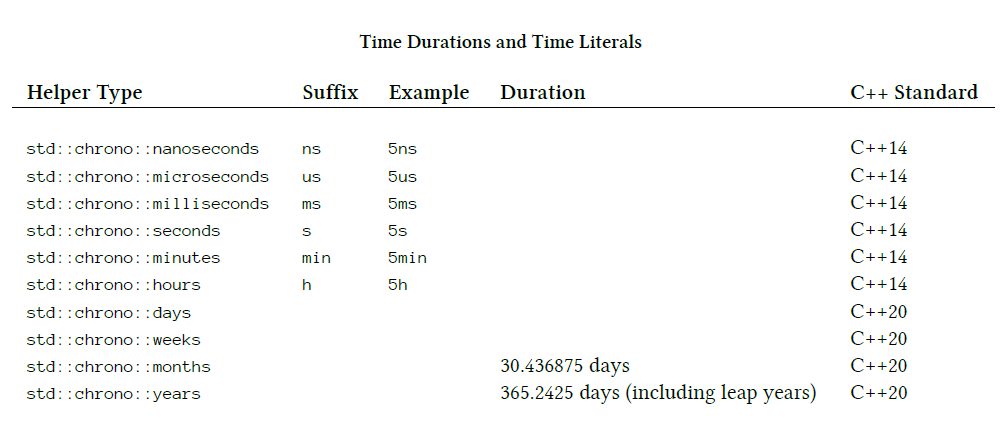 Time Durations and Time Literals
Helper Type Suffix Example Duration C++ Standard
std::chrono::nanoseconds ns 5ns C++14
std::chrono::microseconds us 5us C++14
std::chrono::milliseconds ms 5ms C++14
std::chrono::seconds s 5s C++14
std::chrono::minutes min 5min C++14
std::chrono::hours h 5h C++14
std::chrono::days C++20
std::chrono::weeks C++20
std::chrono::months 30.436875 days C++20
std::chrono::years 365.2425 days (including leap years) C++20